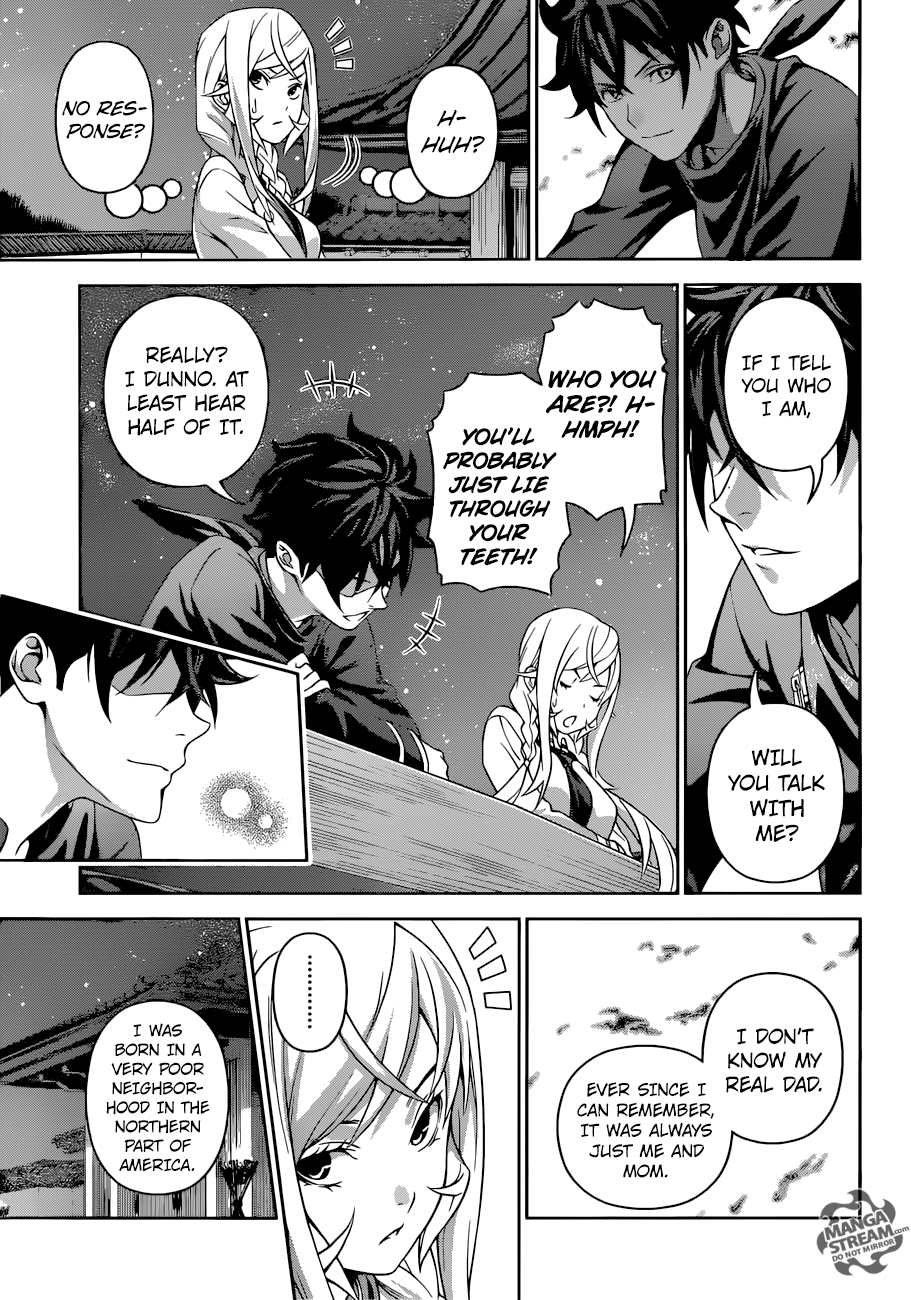 H-
HUH?
NO RES-
PONSE?
IF I TELL
YOU WHO
I AM,
WILL
YOU TALK
WITH
ME?
WHO YOU
ARE?! H-
HMPH!
YOU'LL
PROBABLY
JUST LIE
THROUGH
YOUR
TEETH!
REALLY?
I DUNNO. AT
LEAST HEAR
HALF OF IT.
I DON'T
KNOW MY
REAL DAD.
EVER SINCE I
CAN REMEMBER,
IT WAS ALWAYS
JUST ME AND
MOM.
.........
I WAS
BORN IN A
VERY POOR
NEIGHBOR-
HOOD IN THE
NORTHERN
PART OF
AMERICA.
MANGA
STREAM.com
DO NOT MIRROR